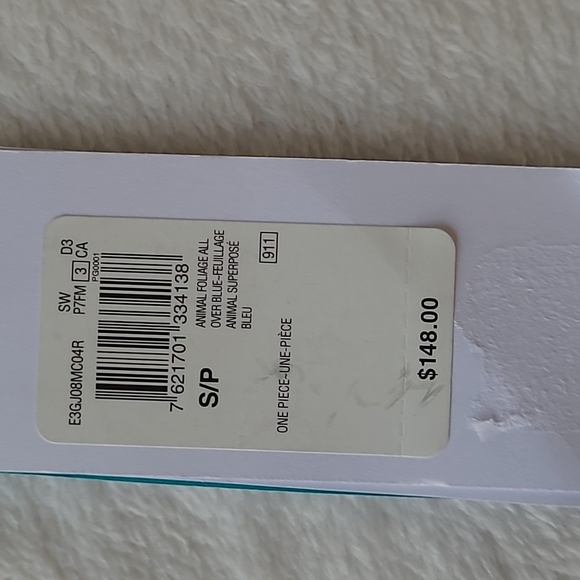 E3GJ08MC04R SW D3
P7FM 3 CA
PG0001
7 621701 334138
S/P
ANIMAL FOLIAGE ALL
OVER BLUE-FEUILLAGE
ANIMAL SUPERPOSÉ
BLEU
911
ONE PIECE-UNE-PIÈCE
$148.00